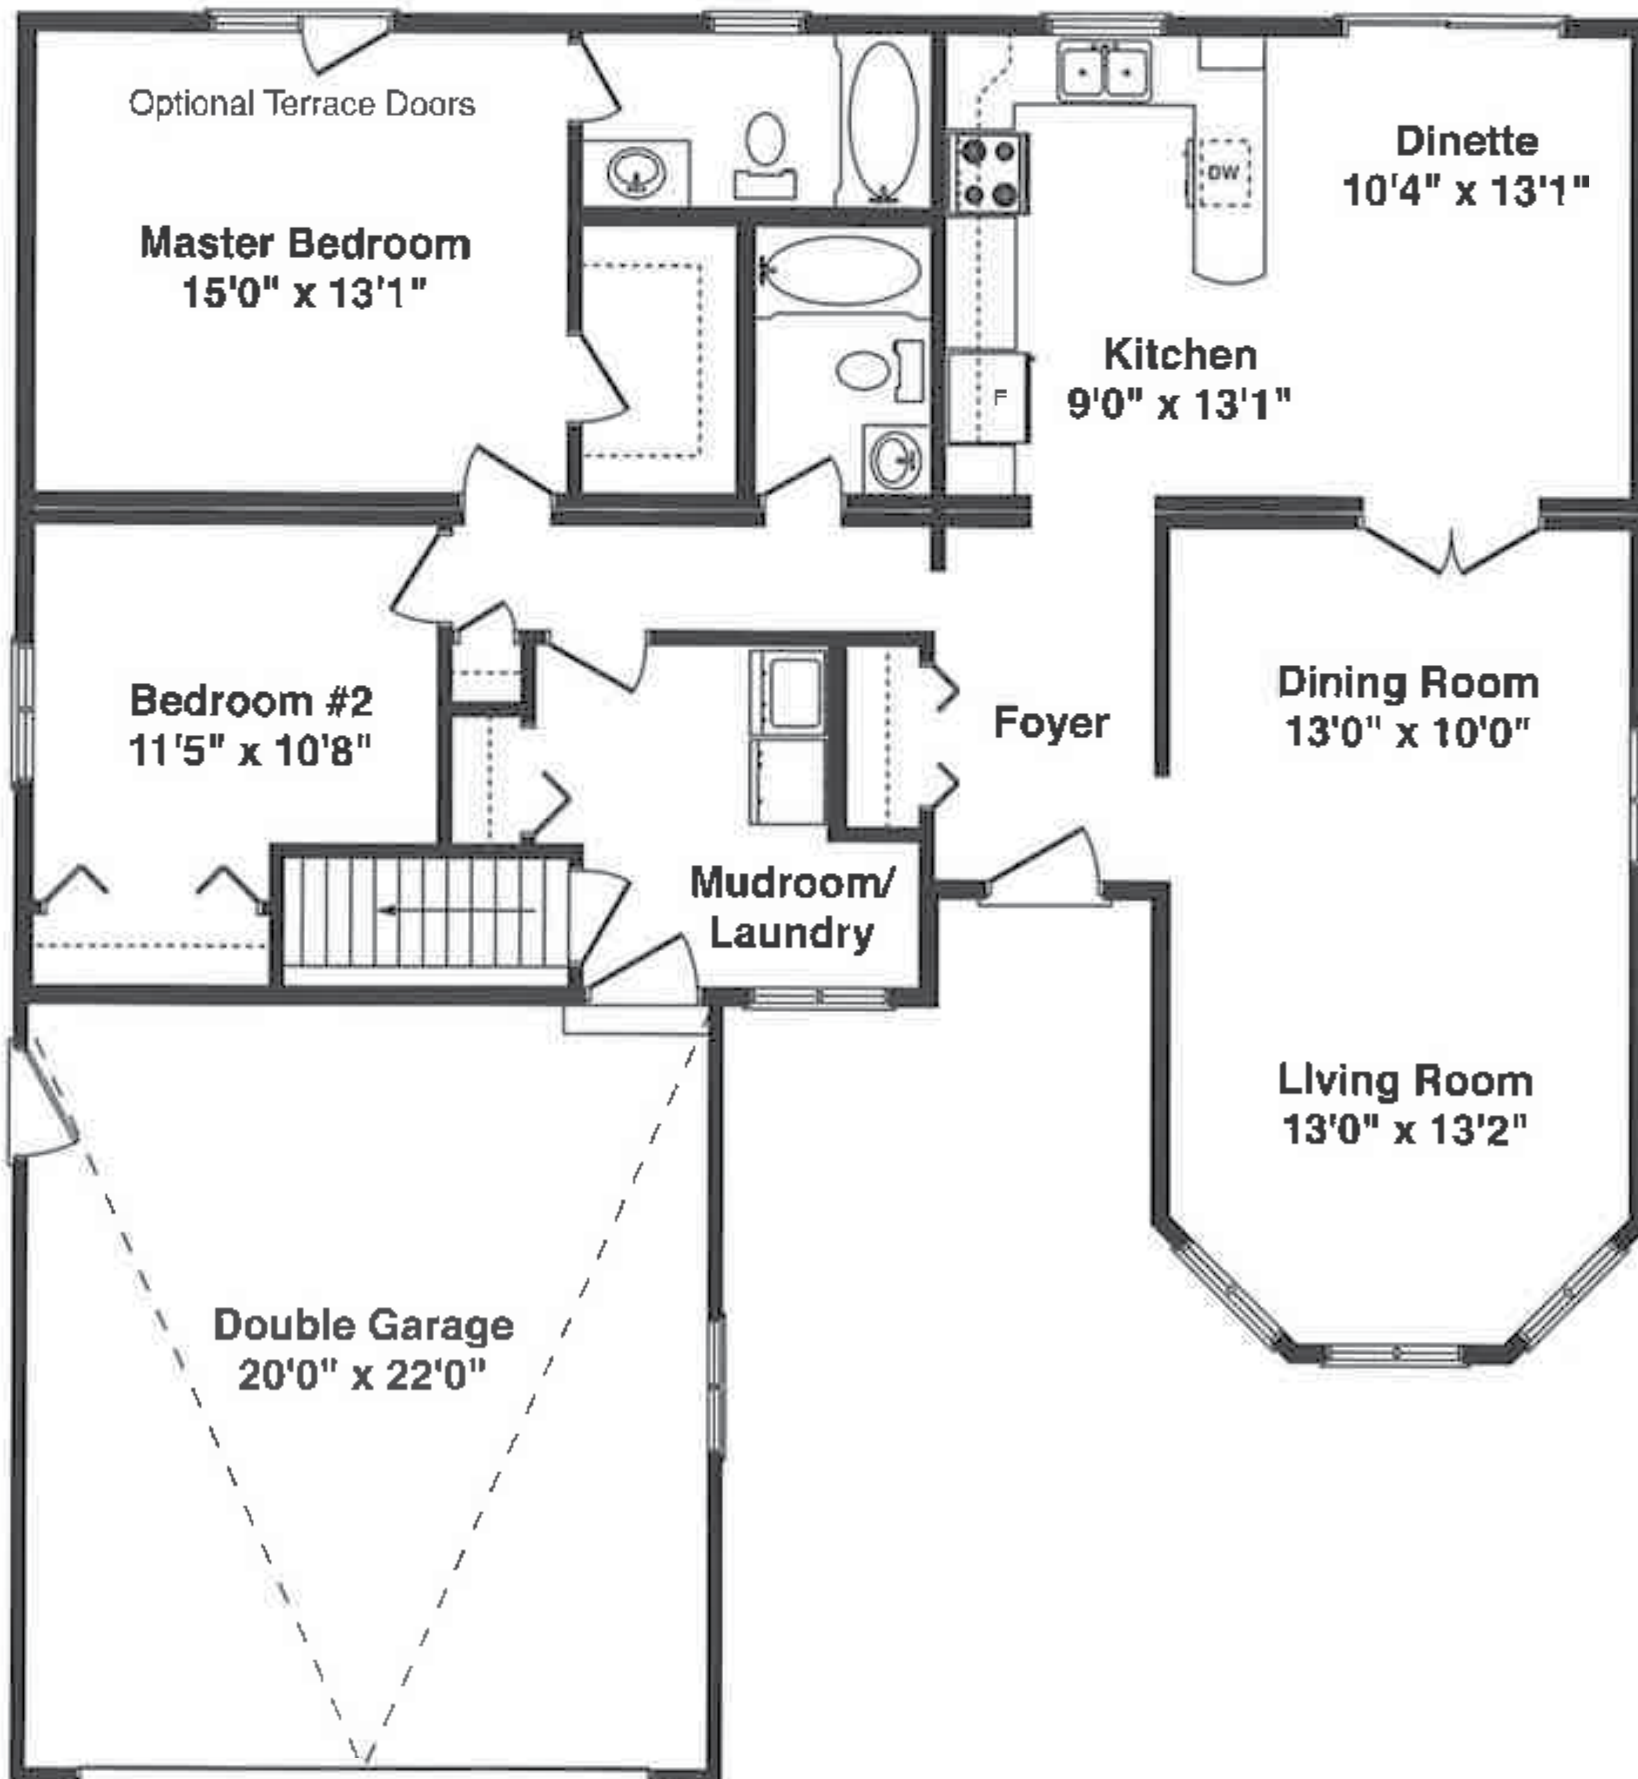 Optional Terrace Doors
Master Bedroom
15'0" x 13'1"
DW
Dinette
10'4" x 13'1"
Kitchen
9'0" x 13'1"
F
Bedroom #2
11'5" x 10'8"
Foyer
Dining Room
13'0" x 10'0"
Mudroom/
Laundry
LIving Room
13'0" x 13'2"
Double Garage
20'0" x 22'0"